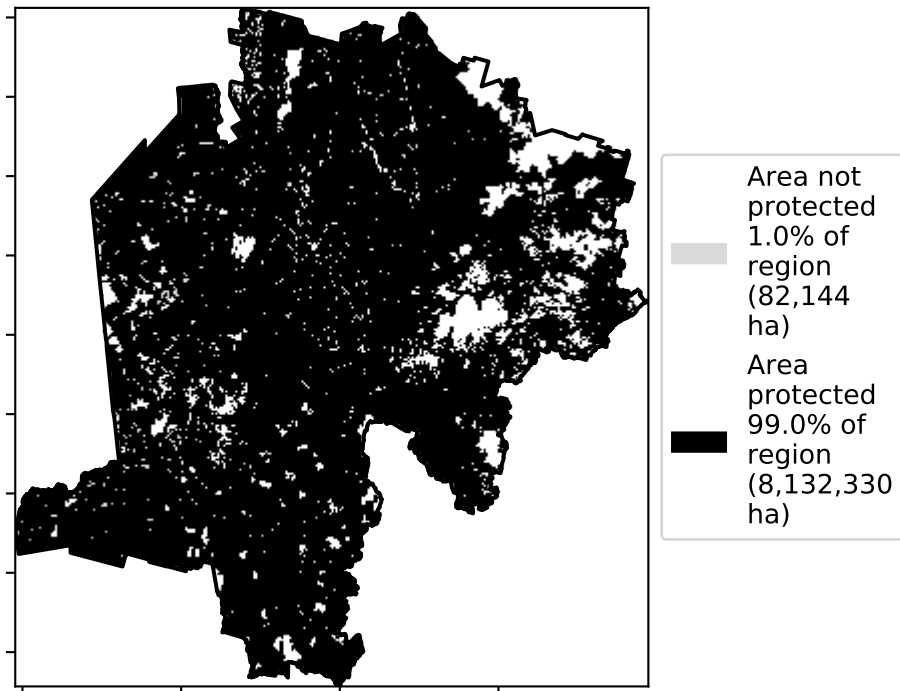 Area not
protected
1.0% of
region
(82,144
ha)
Area
protected
99.0% of
region
(8,132,330
ha)